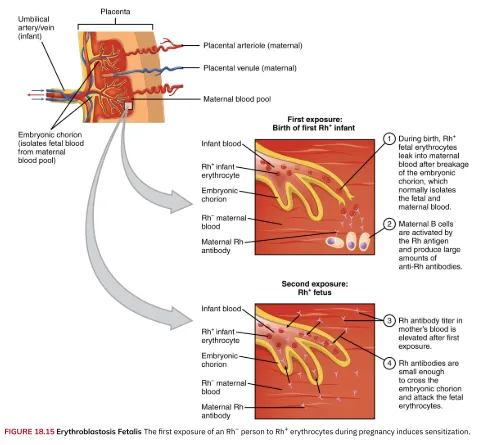 Placenta
Umbilical
artery/vein
(infant)
Placental arteriole (maternal)
Placental venule (maternal)
Maternal blood pool
Embryonic chorion
(isolates fetal blood
from maternal
blood pool)
First exposure:
Birth of first Rh⁺ infant
Infant blood
Rh⁺ infant
erythrocyte
Embryonic
chorion
Rh⁻ maternal
blood
Maternal Rh
antibody
1 During birth, Rh⁺
fetal erythrocytes
leak into maternal
blood after breakage
of the embryonic
chorion, which
normally isolates
the fetal and
maternal blood.
2 Maternal B cells
are activated by
the Rh antigen
and produce large
amounts of
anti-Rh antibodies.
Second exposure:
Rh⁺ fetus
Infant blood
Rh⁺ infant
erythrocyte
Embryonic
chorion
Rh⁻ maternal
blood
Maternal Rh
antibody
3 Rh antibody titer in
mother's blood is
elevated after first
exposure.
4 Rh antibodies are
small enough
to cross the
embryonic chorion
and attack the fetal
erythrocytes.
FIGURE 18.15 Erythroblastosis Fetalis The first exposure of an Rh⁻ person to Rh⁺ erythrocytes during pregnancy induces sensitization.